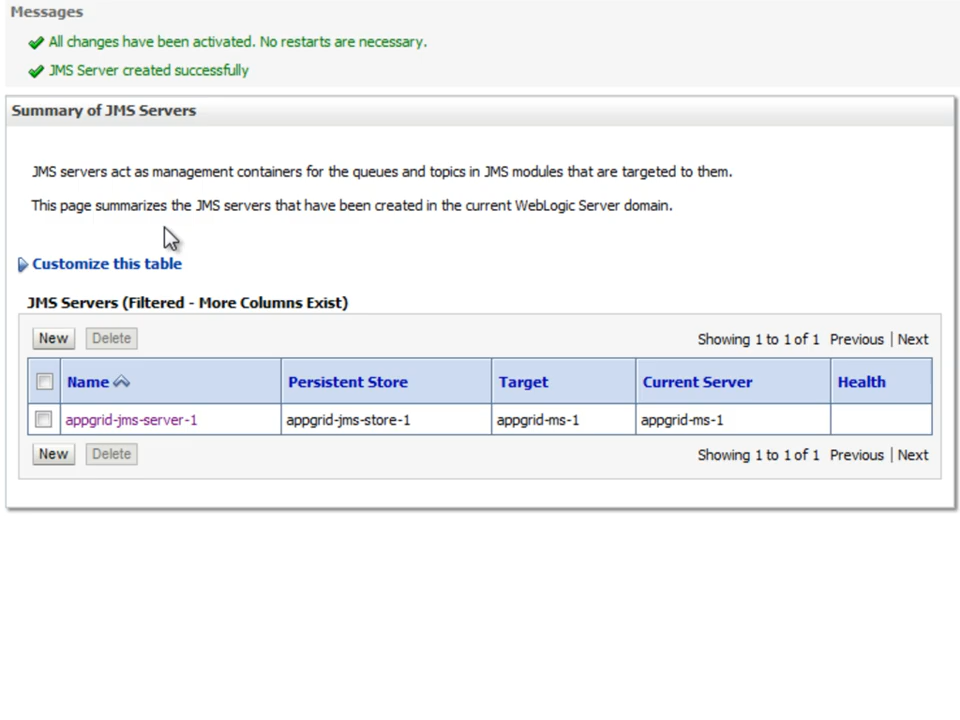 Messages
All changes have been activated. No restarts are necessary.
JMS Server created successfully
Summary of JMS Servers
JMS servers act as management containers for the queues and topics in JMS modules that are targeted to them.
This page summarizes the JMS servers that have been created in the current WebLogic Server domain.
Customize this table
JMS Servers (Filtered - More Columns Exist)
New Delete Showing 1 to 1 of 1 Previous | Next
Name Persistent Store Target Current Server Health
appgrid-jms-server-1 appgrid-jms-store-1 appgrid-ms-1 appgrid-ms-1
New Delete Showing 1 to 1 of 1 Previous | Next